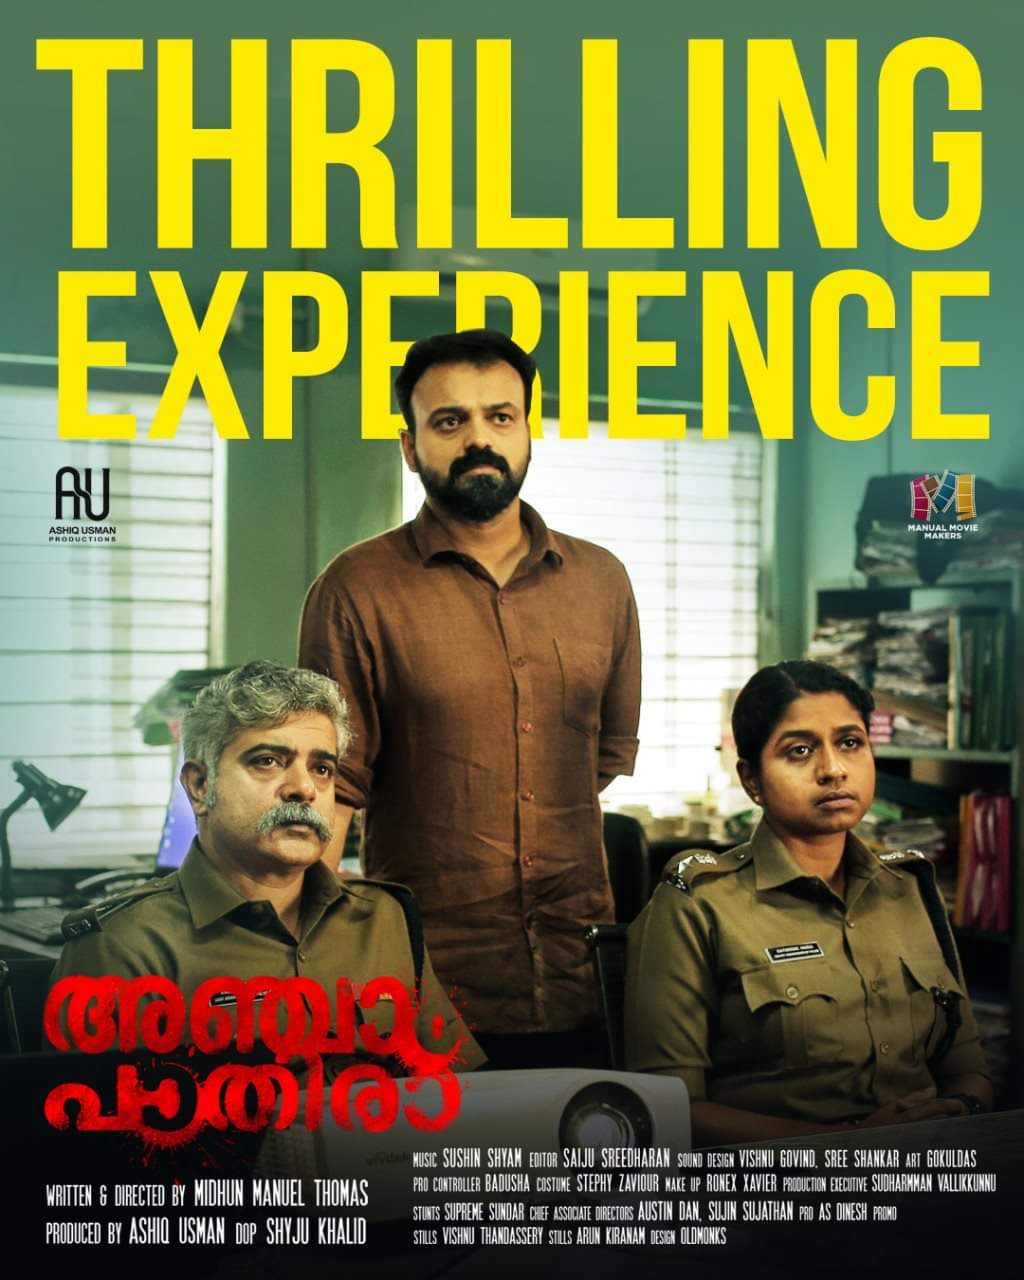 THRILLING
EXPERIENCE
AU
ASHIQ USMAN
PRODUCTIONS
MANUAL MOVIE
MAKERS
അഞ്ചാം
പാതിരാ
WRITTEN & DIRECTED BY MIDHUN MANUEL THOMAS
PRODUCED BY ASHIQ USMAN DOP SHYJU KHALID
MUSIC SUSHIN SHYAM EDITOR SAIJU SREEDHARAN SOUND DESIGN VISHNU GOVIND, SREE SHANKAR ART GOKULDAS
PRO CONTROLLER BADUSHA COSTUME STEPHY ZAVIOUR MAKE UP RONEX XAVIER PRODUCTION EXECUTIVE SUDHARMMAN VALLIKKUNNU
STUNTS SUPREME SUNDAR CHIEF ASSOCIATE DIRECTORS AUSTIN DAN, SUJIN SUJATHAN PRO AS DINESH PROMO
STILLS VISHNU THANDASSERY STILLS ARUN KIRANAM DESIGN OLDMONKS